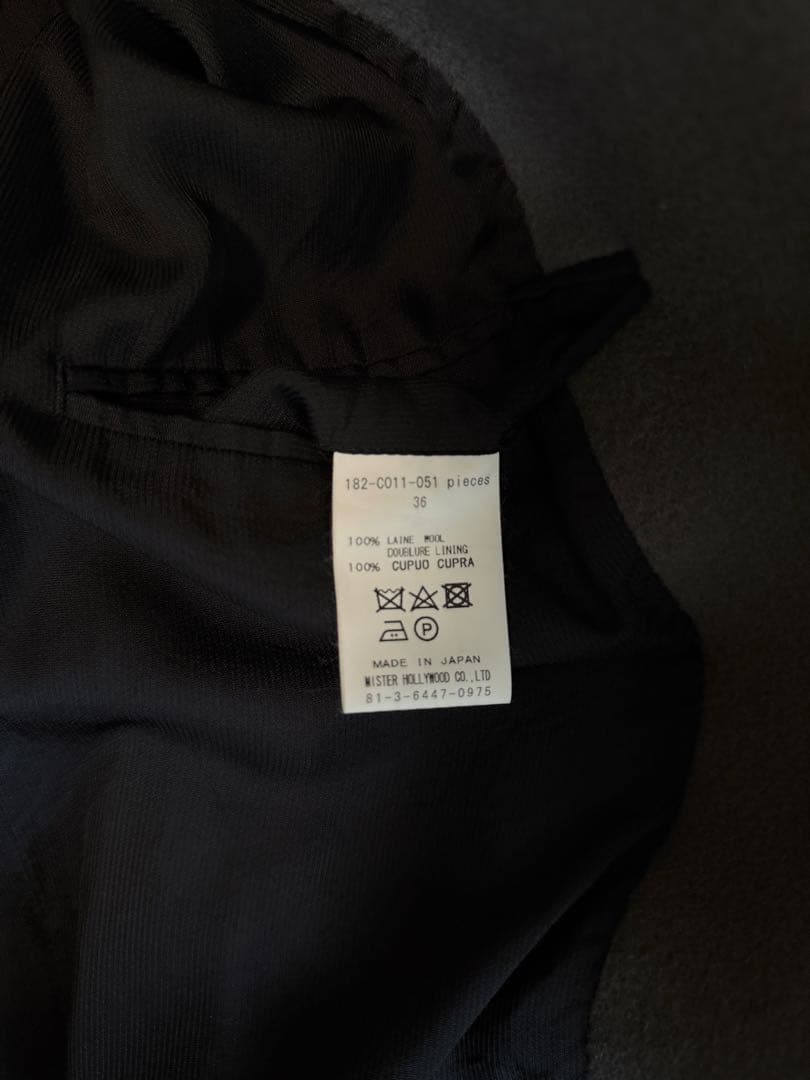 182-C011-051 pieces
36
100% LAINE WOOL
DOUBLURE LINING
100% CUPUO CUPRA
P
MADE IN JAPAN
MISTER HOLLYWOOD CO.,LTD
81-3-6447-0975